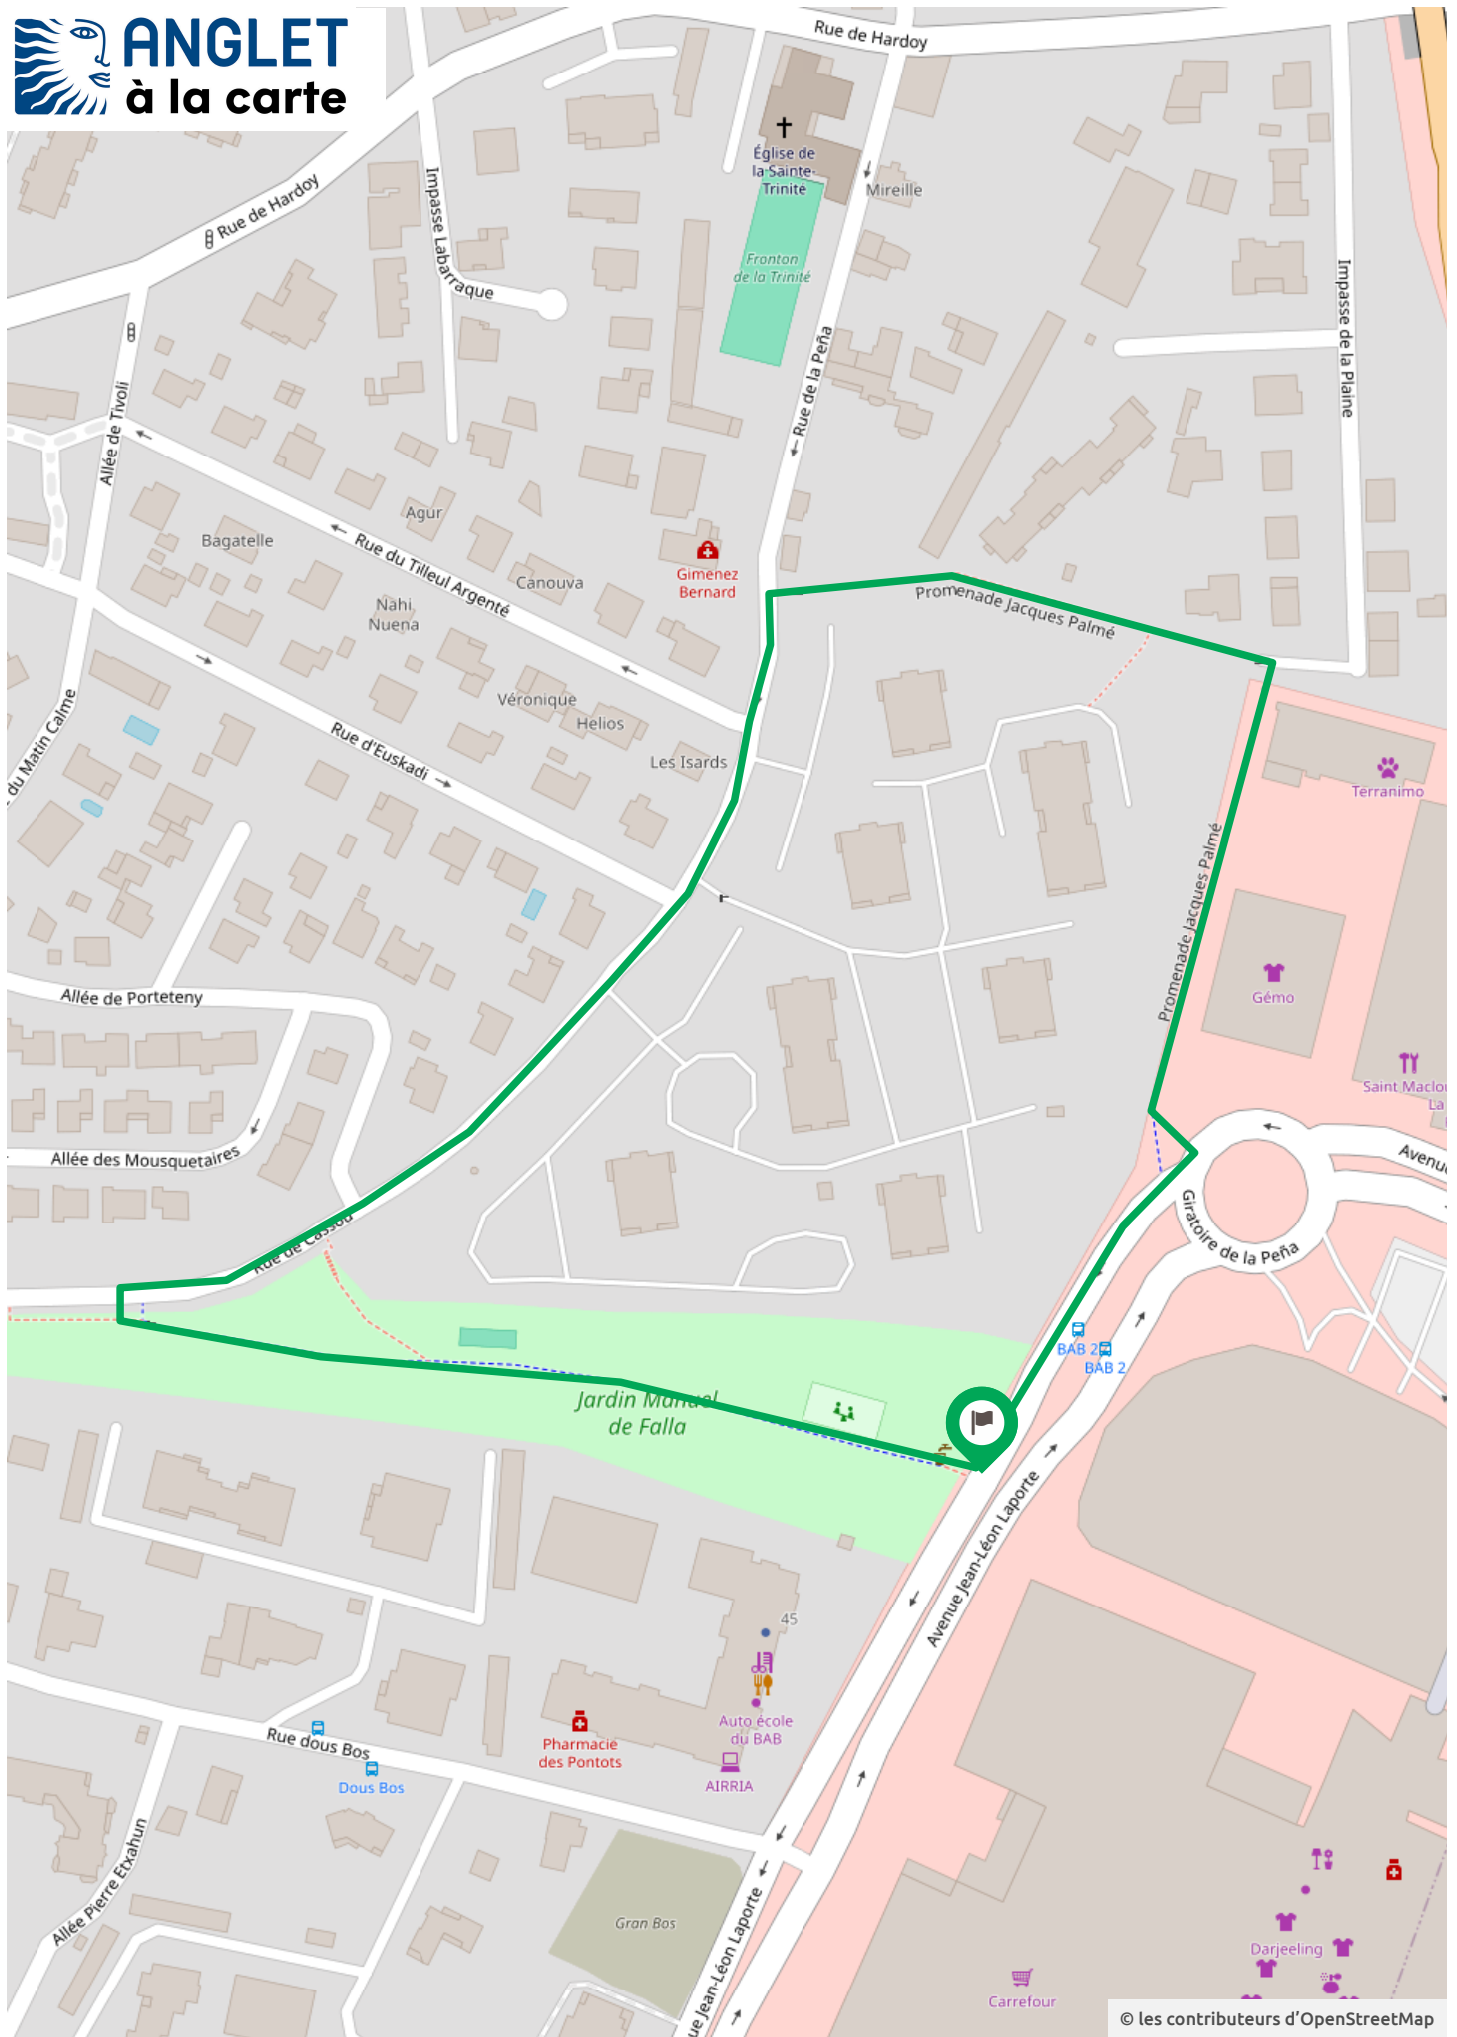 ANGLET
à la carte
Rue de Hardoy
Église de
la Sainte-
Trinité
Mireille
Rue de Hardoy
Impasse Labarraque
Fronton
de la Trinité
Impasse de la Plaine
Rue de la Peña
Allée de Tivoli
Agur
Bagatelle
Rue du Tilleul Argenté
Canouva
Gimenez
Bernard
Nahi
Nuena
Promenade Jacques Palmé
Véronique
Helios
Les Isards
du Matin Calme
Rue d'Euskadi
Terranimo
Promenade Jacques Palmé
Allée de Porteteny
Gémo
Saint Maclou
La
Allée des Mousquetaires
Avenue
Rue de Cassou
Giratoire de la Peña
BAB 2
BAB 2
Jardin Manuel
de Falla
Avenue Jean-Léon Laporte
45
Auto école
du BAB
Rue dous Bos
Pharmacie
des Pontots
Dous Bos
AIRRIA
Allée Pierre Etxahun
Gran Bos
ue Jean-Léon Laporte
Darjeeling
Carrefour
© les contributeurs d’OpenStreetMap